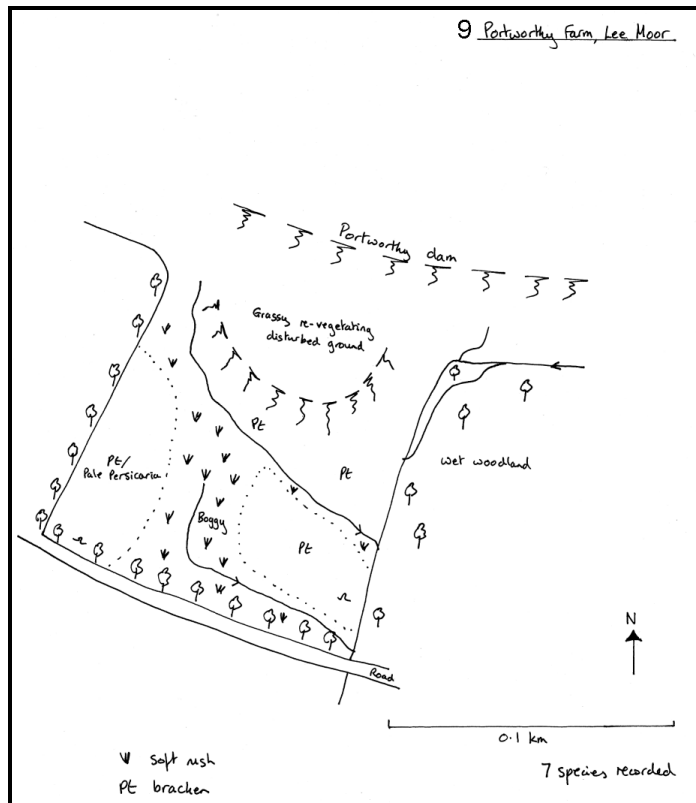 9 Portworthy Farm, Lee Moor
Portworthy dam
Grassy re-vegetating
disturbed ground
Pt
Pt
wet woodland
Pt/
Pale Persicaria
Boggy
Pt
N
Road
0.1 km
soft rush
Pt bracken
7 species recorded